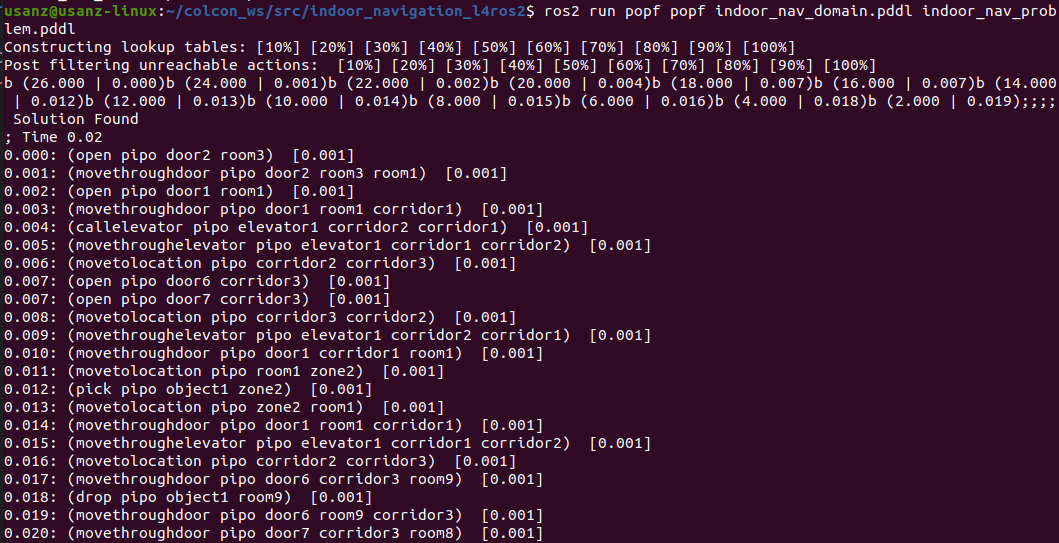 usanz@usanz-linux:~/colcon_ws/src/indoor_navigation_l4ros2$ ros2 run popf popf indoor_nav_domain.pddl indoor_nav_prob
lem.pddl
Constructing lookup tables: [10%] [20%] [30%] [40%] [50%] [60%] [70%] [80%] [90%] [100%]
Post filtering unreachable actions:  [10%] [20%] [30%] [40%] [50%] [60%] [70%] [80%] [90%] [100%]
b (26.000 | 0.000)b (24.000 | 0.001)b (22.000 | 0.002)b (20.000 | 0.004)b (18.000 | 0.007)b (16.000 | 0.007)b (14.000
 | 0.012)b (12.000 | 0.013)b (10.000 | 0.014)b (8.000 | 0.015)b (6.000 | 0.016)b (4.000 | 0.018)b (2.000 | 0.019);;;;
 Solution Found
; Time 0.02
0.000: (open pipo door2 room3)  [0.001]
0.001: (movethroughdoor pipo door2 room3 room1)  [0.001]
0.002: (open pipo door1 room1)  [0.001]
0.003: (movethroughdoor pipo door1 room1 corridor1)  [0.001]
0.004: (callelevator pipo elevator1 corridor2 corridor1)  [0.001]
0.005: (movethroughelevator pipo elevator1 corridor1 corridor2)  [0.001]
0.006: (movetolocation pipo corridor2 corridor3)  [0.001]
0.007: (open pipo door6 corridor3)  [0.001]
0.007: (open pipo door7 corridor3)  [0.001]
0.008: (movetolocation pipo corridor3 corridor2)  [0.001]
0.009: (movethroughelevator pipo elevator1 corridor2 corridor1)  [0.001]
0.010: (movethroughdoor pipo door1 corridor1 room1)  [0.001]
0.011: (movetolocation pipo room1 zone2)  [0.001]
0.012: (pick pipo object1 zone2)  [0.001]
0.013: (movetolocation pipo zone2 room1)  [0.001]
0.014: (movethroughdoor pipo door1 room1 corridor1)  [0.001]
0.015: (movethroughelevator pipo elevator1 corridor1 corridor2)  [0.001]
0.016: (movetolocation pipo corridor2 corridor3)  [0.001]
0.017: (movethroughdoor pipo door6 corridor3 room9)  [0.001]
0.018: (drop pipo object1 room9)  [0.001]
0.019: (movethroughdoor pipo door6 room9 corridor3)  [0.001]
0.020: (movethroughdoor pipo door7 corridor3 room8)  [0.001]